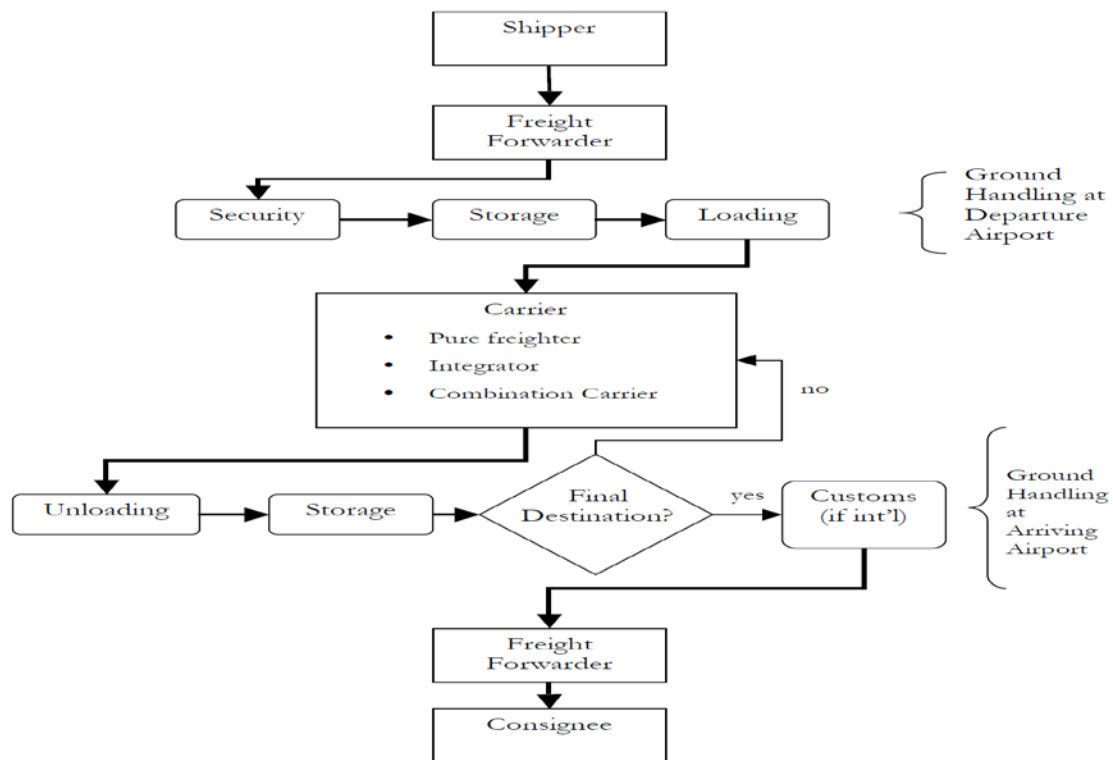 Shipper
Freight
Forwarder
Security
Storage
Loading
Ground
Handling at
Departure
Airport
Carrier
• Pure freighter
• Integrator
• Combination Carrier
no
Unloading
Storage
Final
Destination?
yes
Customs
(if int'l)
Ground
Handling
at
Arriving
Airport
Freight
Forwarder
Consignee